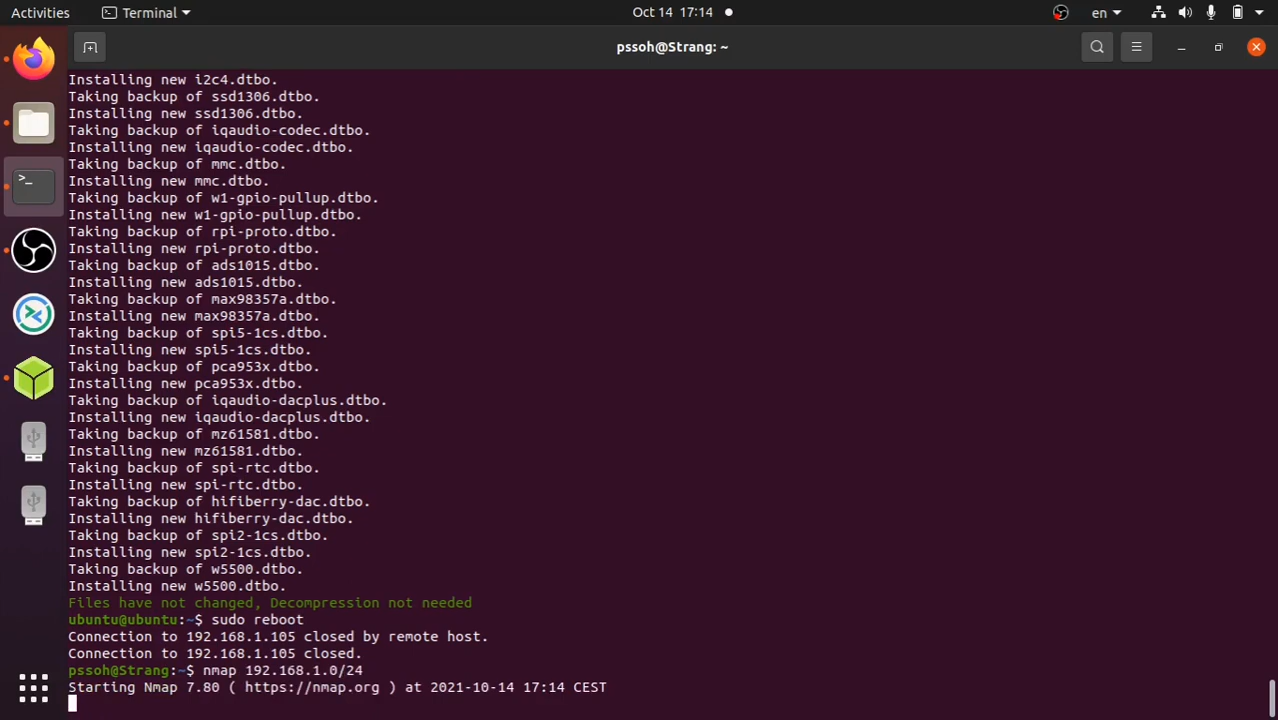 Activities Terminal Oct 14 17:14 en
pssoh@Strang: ~
Installing new i2c4.dtbo.
Taking backup of ssd1306.dtbo.
Installing new ssd1306.dtbo.
Taking backup of iqaudio-codec.dtbo.
Installing new iqaudio-codec.dtbo.
Taking backup of mmc.dtbo.
Installing new mmc.dtbo.
Taking backup of w1-gpio-pullup.dtbo.
Installing new w1-gpio-pullup.dtbo.
Taking backup of rpi-proto.dtbo.
Installing new rpi-proto.dtbo.
Taking backup of ads1015.dtbo.
Installing new ads1015.dtbo.
Taking backup of max98357a.dtbo.
Installing new max98357a.dtbo.
Taking backup of spi5-1cs.dtbo.
Installing new spi5-1cs.dtbo.
Taking backup of pca953x.dtbo.
Installing new pca953x.dtbo.
Taking backup of iqaudio-dacplus.dtbo.
Installing new iqaudio-dacplus.dtbo.
Taking backup of mz61581.dtbo.
Installing new mz61581.dtbo.
Taking backup of spi-rtc.dtbo.
Installing new spi-rtc.dtbo.
Taking backup of hifiberry-dac.dtbo.
Installing new hifiberry-dac.dtbo.
Taking backup of spi2-1cs.dtbo.
Installing new spi2-1cs.dtbo.
Taking backup of w5500.dtbo.
Installing new w5500.dtbo.
Files have not changed, Decompression not needed
ubuntu@ubuntu:~$ sudo reboot
Connection to 192.168.1.105 closed by remote host.
Connection to 192.168.1.105 closed.
pssoh@Strang:~$ nmap 192.168.1.0/24
Starting Nmap 7.80 ( https://nmap.org ) at 2021-10-14 17:14 CEST